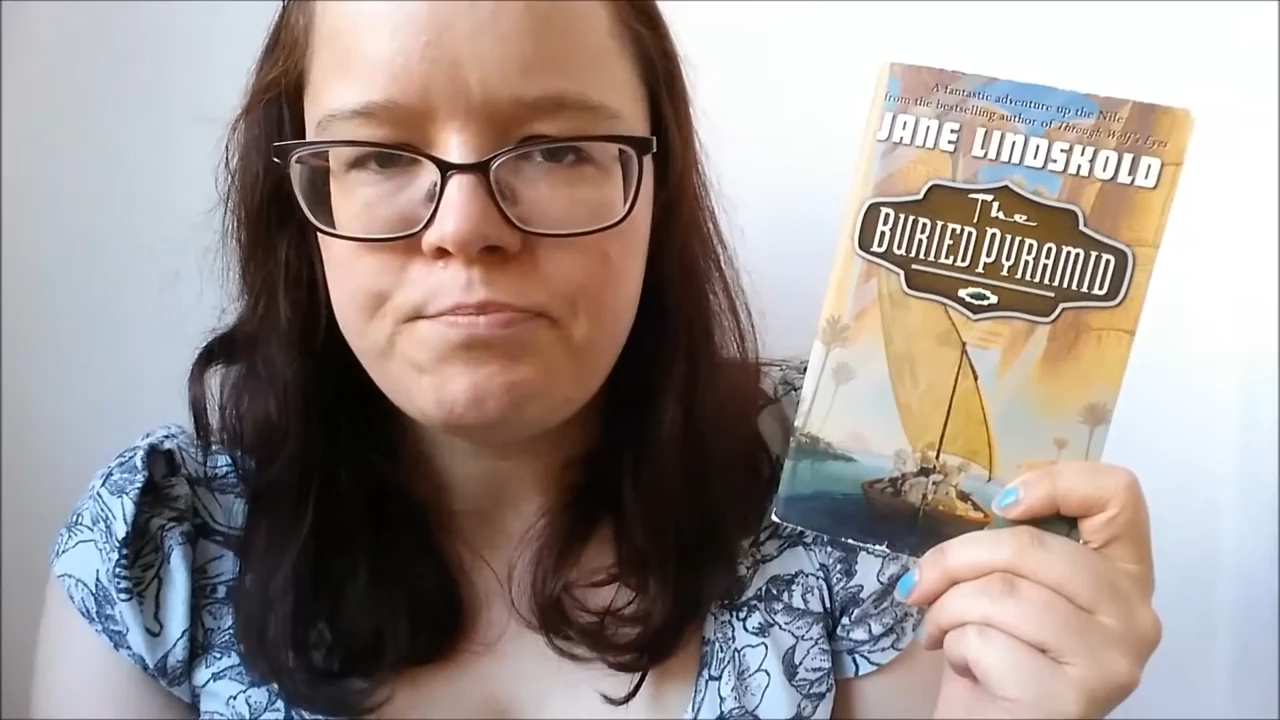 A fantastic adventure up the Nile
from the bestselling author of Through Wolf's Eyes
JANE LINDSKOLD
The
BURIED PYRAMID